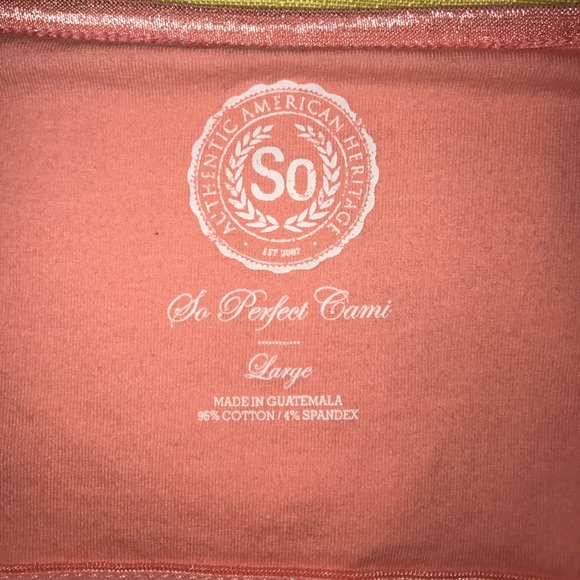 AUTHENTIC AMERICAN HERITAGE
So
EST 2007
So Perfect Cami
Large
MADE IN GUATEMALA
96% COTTON / 4% SPANDEX